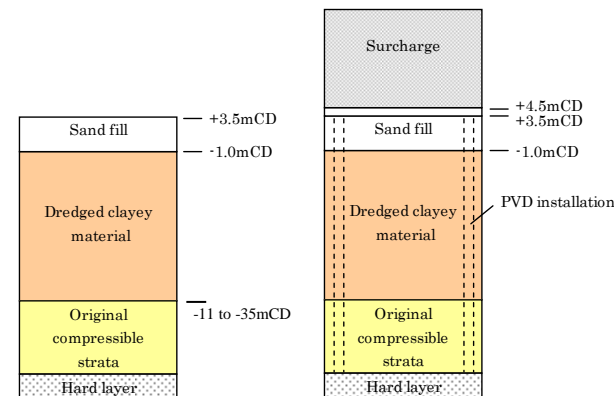 +3.5mCD
Sand fill
-1.0mCD
Dredged clayey
material
-11 to -35mCD
Original
compressible
strata
Hard layer
Surcharge
+4.5mCD
+3.5mCD
Sand fill
-1.0mCD
PVD installation
Dredged clayey
material
Original
compressible
strata
Hard layer